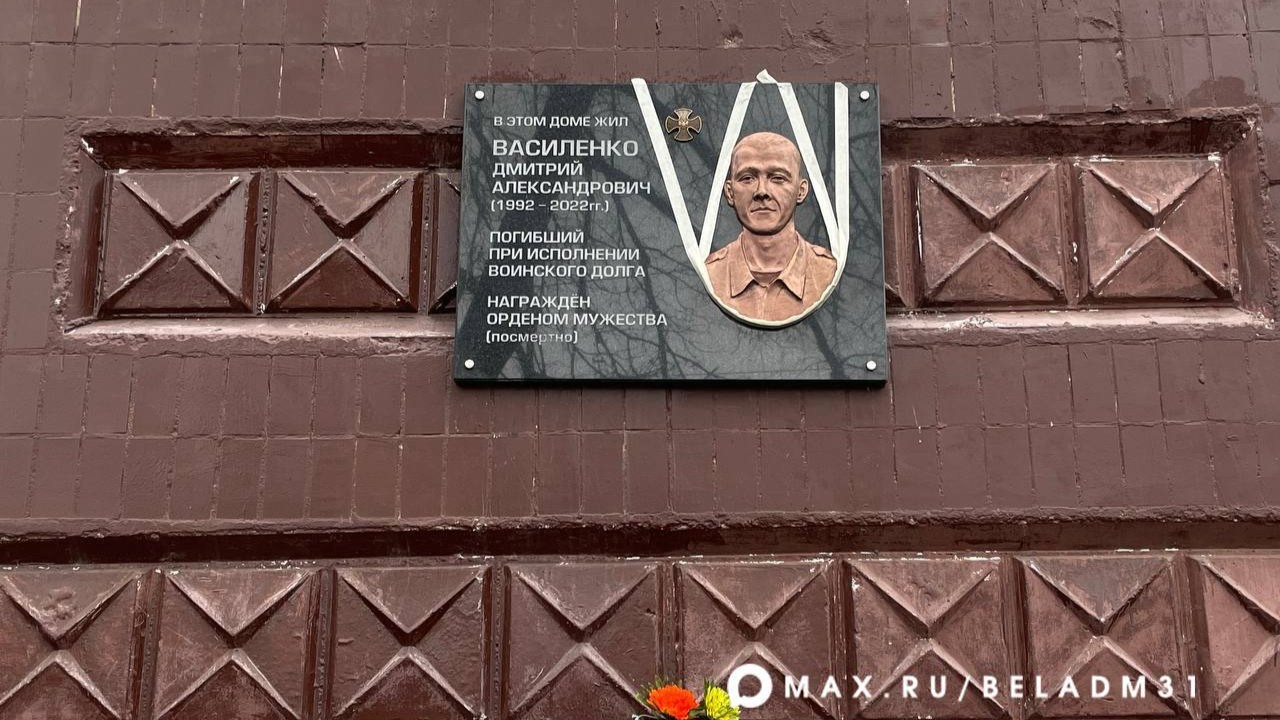 В ЭТОМ ДОМЕ ЖИЛ
ВАСИЛЕНКО
ДМИТРИЙ
АЛЕКСАНДРОВИЧ
(1992 – 2022гг.)
ПОГИБШИЙ
ПРИ ИСПОЛНЕНИИ
ВОИНСКОГО ДОЛГА
НАГРАЖДЁН
ОРДЕНОМ МУЖЕСТВА
(посмертно)
MAX.RU/BELADM31